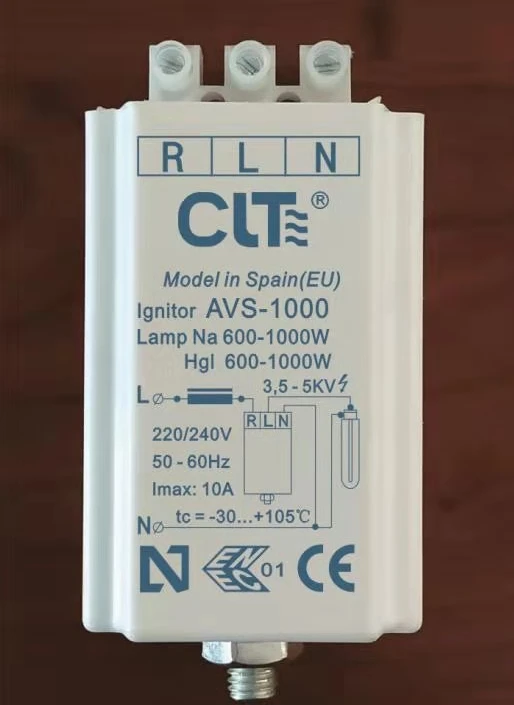 R L N
CLT ®
Model in Spain(EU)
Ignitor AVS-1000
Lamp Na 600-1000W
Hgl 600-1000W
3,5 - 5KV
L
R L N
220/240V
50 - 60Hz
Imax: 10A
tc = -30...+105℃
N
N ENEC 01 CE